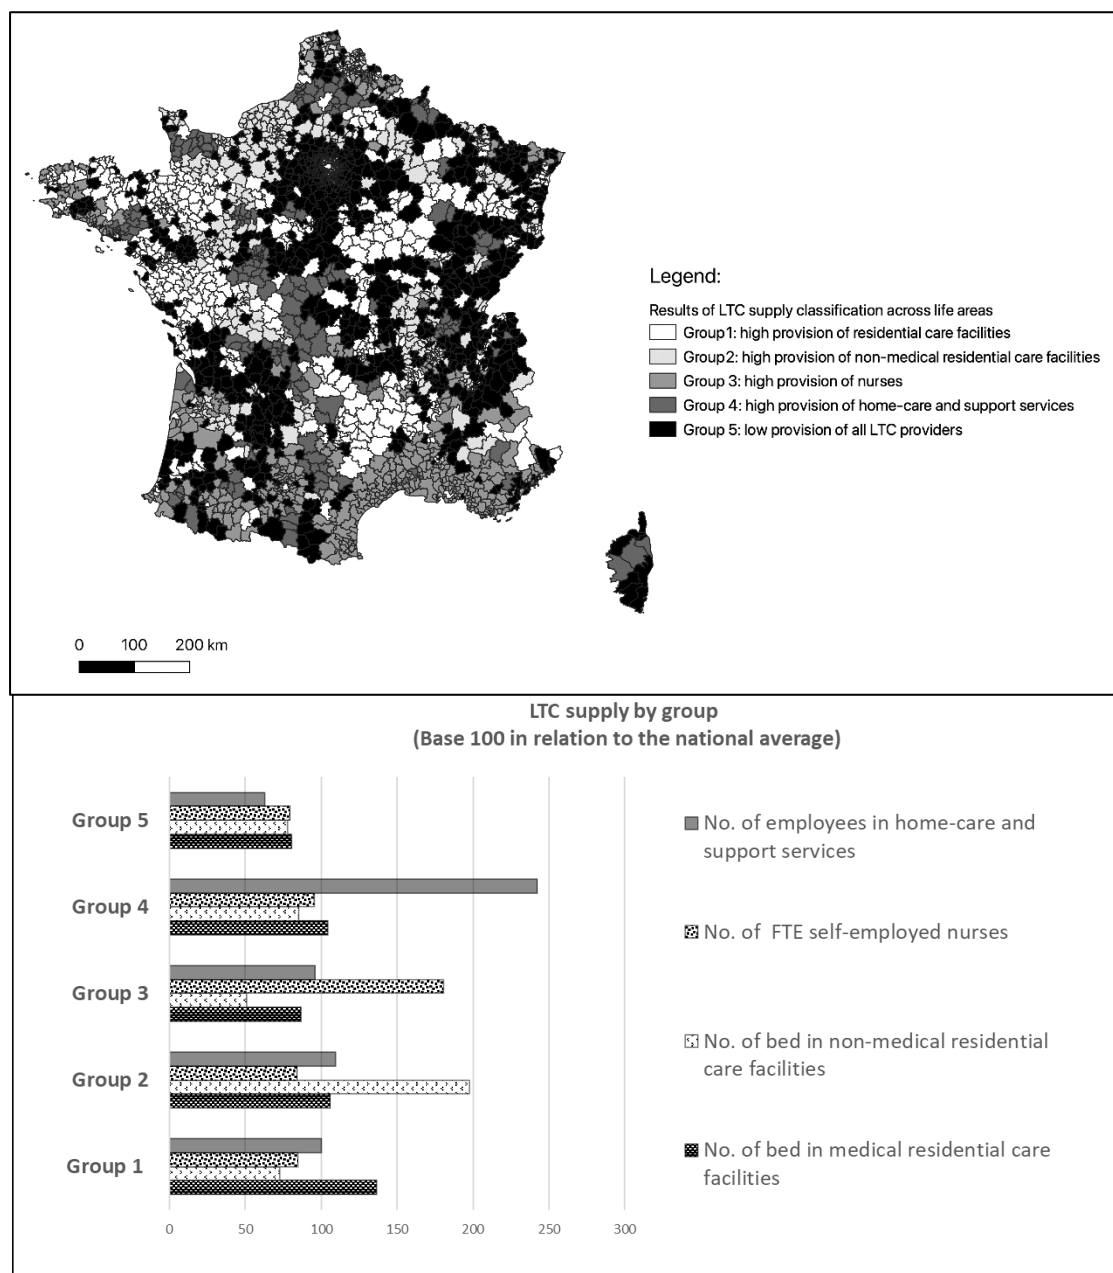 Legend:
Results of LTC supply classification across life areas
Group1: high provision of residential care facilities
Group2: high provision of non-medical residential care facilities
Group 3: high provision of nurses
Group 4: high provision of home-care and support services
Group 5: low provision of all LTC providers
0 100 200 km
LTC supply by group
(Base 100 in relation to the national average)
Group 5
Group 4
Group 3
Group 2
Group 1
0 50 100 150 200 250 300
No. of employees in home-care and
support services
No. of FTE self-employed nurses
No. of bed in non-medical residential
care facilities
No. of bed in medical residential care
facilities